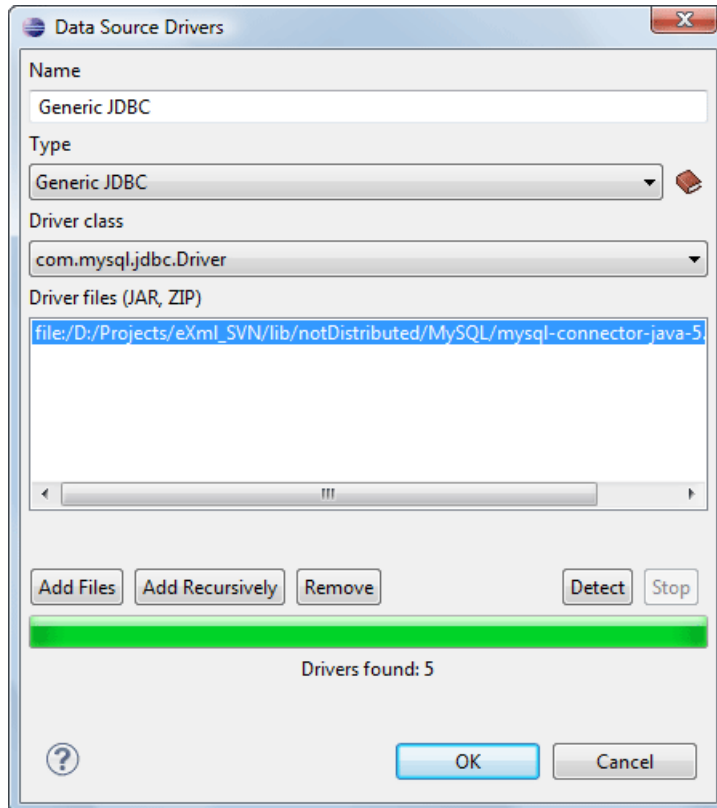 Data Source Drivers
Name
Generic JDBC
Type
Generic JDBC
Driver class
com.mysql.jdbc.Driver
Driver files (JAR, ZIP)
file:/D:/Projects/eXml_SVN/lib/notDistributed/MySQL/mysql-connector-java-5.
Add Files Add Recursively Remove Detect Stop
Drivers found: 5
? OK Cancel